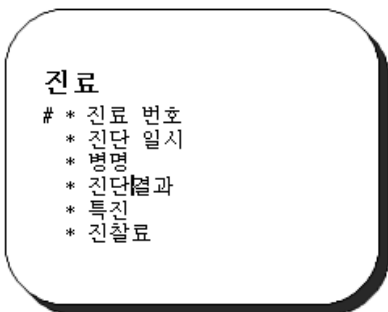 진료
# * 진료 번호
* 진단 일시
* 병명
* 진단결과
* 특진
* 진찰료